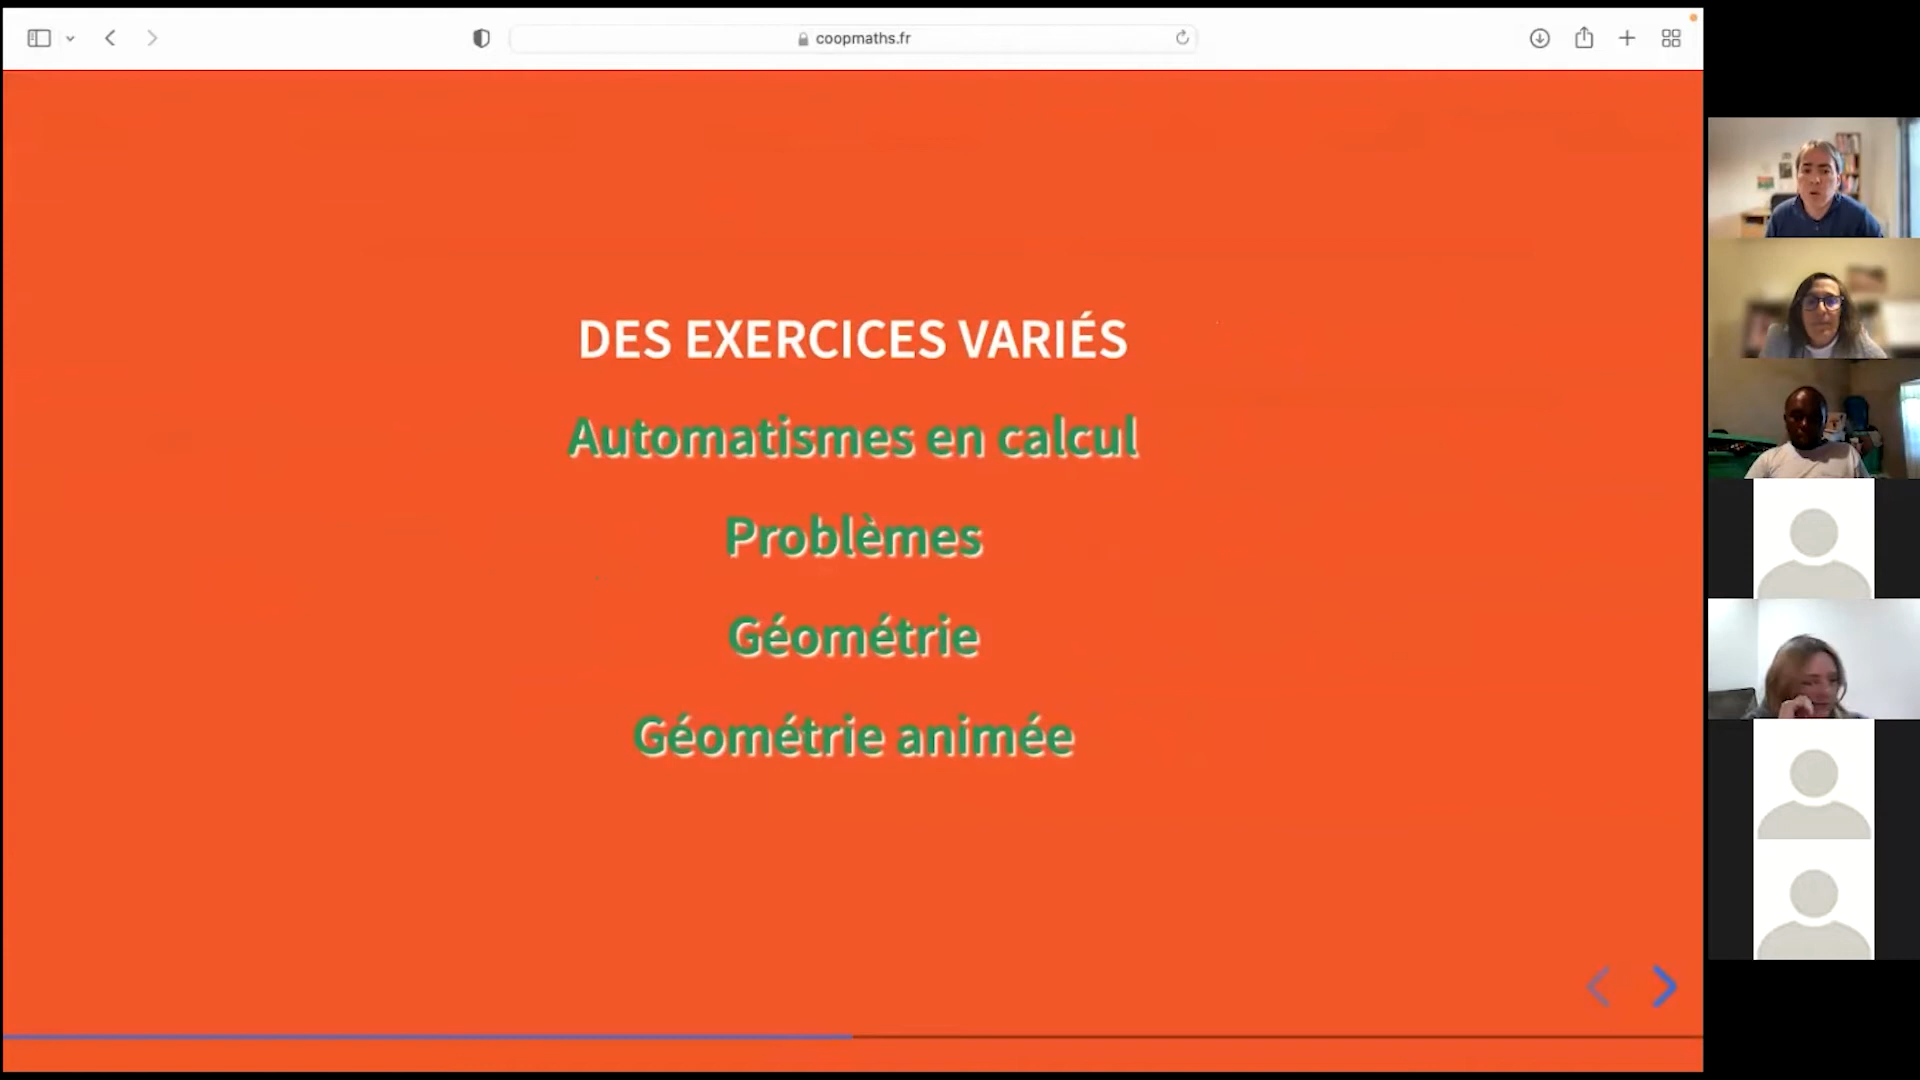 coopmaths.fr
DES EXERCICES VARIÉS
Automatismes en calcul
Problèmes
Géométrie
Géométrie animée